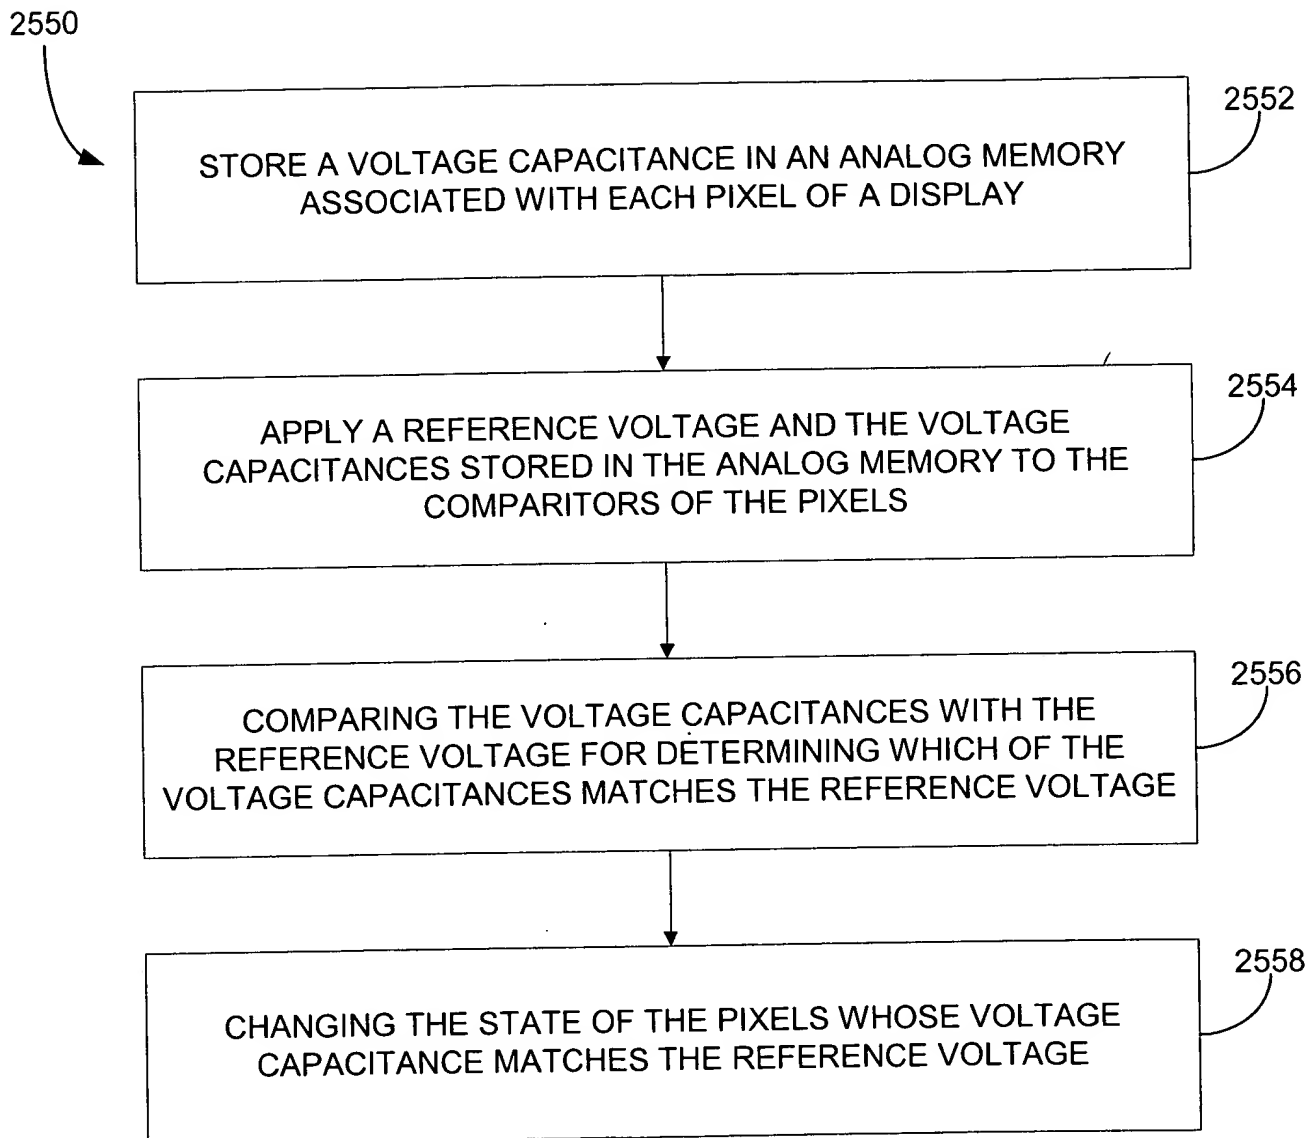 2550
2552
STORE A VOLTAGE CAPACITANCE IN AN ANALOG MEMORY
ASSOCIATED WITH EACH PIXEL OF A DISPLAY
2554
APPLY A REFERENCE VOLTAGE AND THE VOLTAGE
CAPACITANCES STORED IN THE ANALOG MEMORY TO THE
COMPARITORS OF THE PIXELS
2556
COMPARING THE VOLTAGE CAPACITANCES WITH THE
REFERENCE VOLTAGE FOR DETERMINING WHICH OF THE
VOLTAGE CAPACITANCES MATCHES THE REFERENCE VOLTAGE
2558
CHANGING THE STATE OF THE PIXELS WHOSE VOLTAGE
CAPACITANCE MATCHES THE REFERENCE VOLTAGE